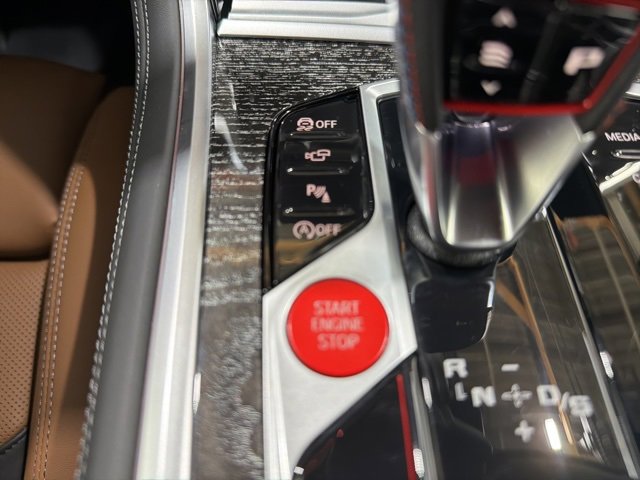 P
OFF
MEDIA
P
OFF
START
ENGINE
STOP
R -
N + D/S
+